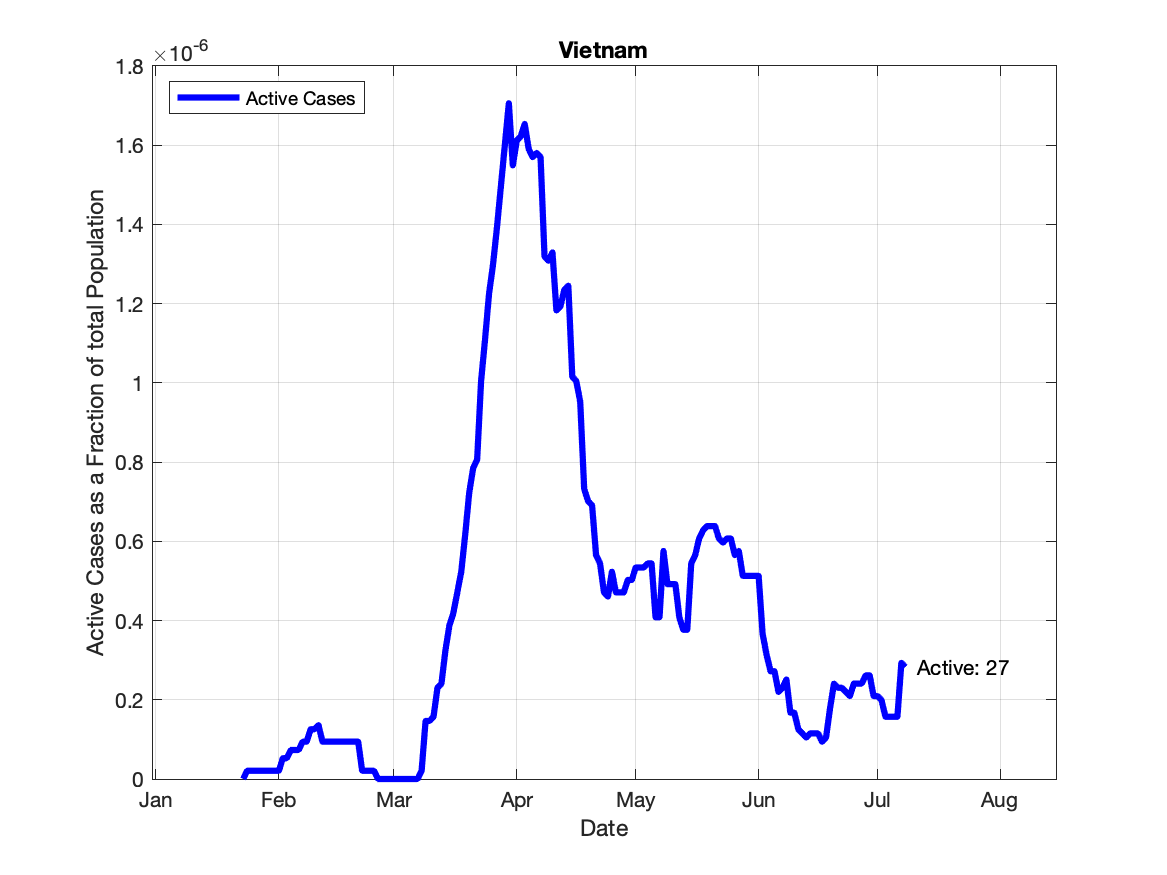 Vietnam
×10-6
Active Cases
1.8
1.6
1.4
1.2
1
0.8
0.6
0.4
0.2
0
Active Cases as a Fraction of total Population
Active: 27
Jan Feb Mar Apr May Jun Jul Aug
Date